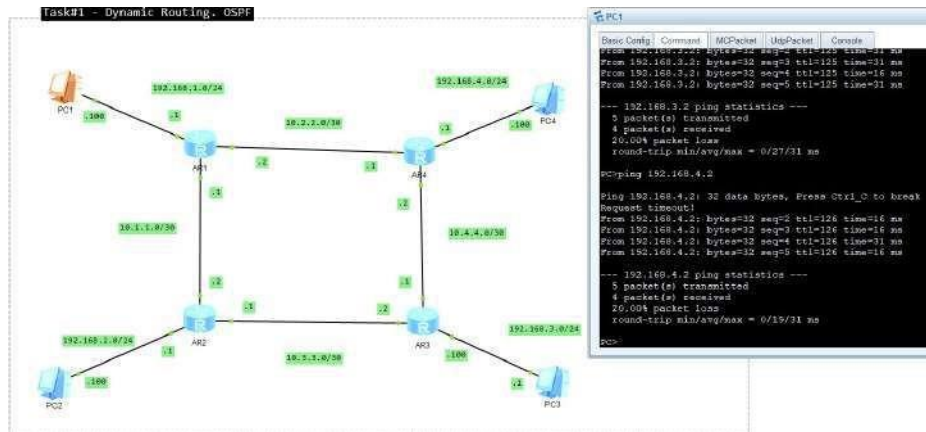 Task#1 - Dynamic Routing. OSPF
PC1
192.168.1.0/24
.100
.1
AR1
10.2.2.0/30
.2
.1
AR4
192.168.4.0/24
.1
.100
PC4
.1
10.1.1.0/30
.2
.2
10.4.4.0/30
.1
AR2
.1
10.3.3.0/30
.2
AR3
192.168.2.0/24
.1
.100
PC2
192.168.3.0/24
.100
.1
PC3
PC1
Basic Config Command MCPacket UdpPacket Console
From 192.168.3.2: bytes=32 seq=2 ttl=125 time=31 ms
From 192.168.3.2: bytes=32 seq=3 ttl=125 time=31 ms
From 192.168.3.2: bytes=32 seq=4 ttl=125 time=16 ms
From 192.168.3.2: bytes=32 seq=5 ttl=125 time=31 ms
--- 192.168.3.2 ping statistics ---
5 packet(s) transmitted
4 packet(s) received
20.00% packet loss
round-trip min/avg/max = 0/27/31 ms
PC>ping 192.168.4.2
Ping 192.168.4.2: 32 data bytes, Press Ctrl_C to break
Request timeout!
From 192.168.4.2: bytes=32 seq=2 ttl=126 time=16 ms
From 192.168.4.2: bytes=32 seq=3 ttl=126 time=16 ms
From 192.168.4.2: bytes=32 seq=4 ttl=126 time=31 ms
From 192.168.4.2: bytes=32 seq=5 ttl=126 time=16 ms
--- 192.168.4.2 ping statistics ---
5 packet(s) transmitted
4 packet(s) received
20.00% packet loss
round-trip min/avg/max = 0/19/31 ms
PC>